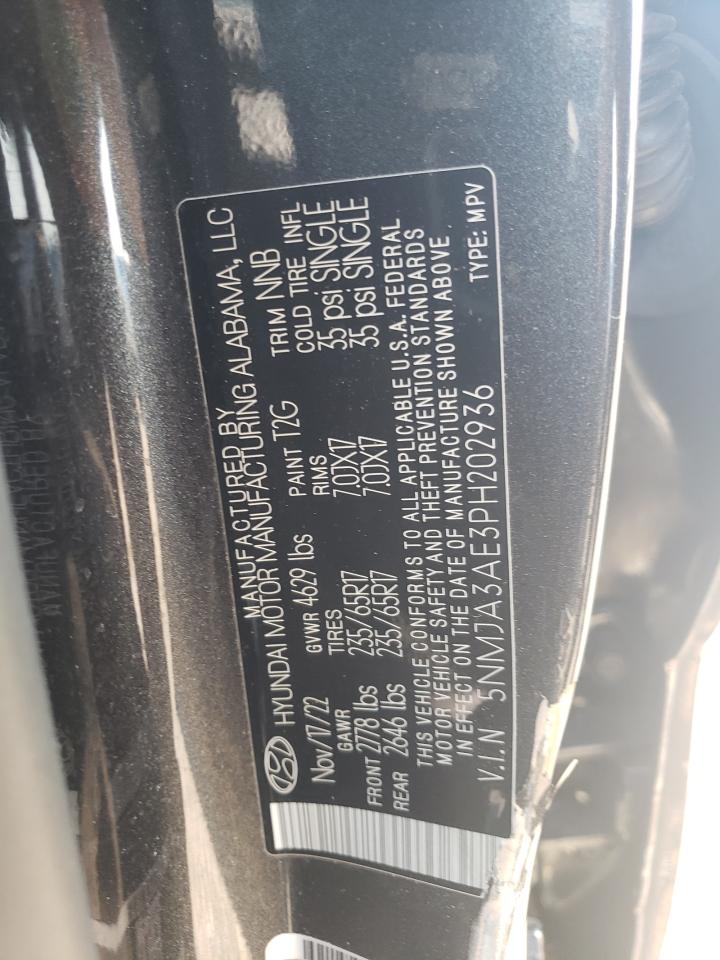 MANUFACTURED BY
HYUNDAI MOTOR MANUFACTURING ALABAMA, LLC
Nov/17/22 GVWR 4629 lbs PAINT T2G TRIM NNB
GAWR TIRES RIMS COLD TIRE INFL
FRONT 2778 lbs 235/65R17 7.0JX17 35 psi SINGLE
REAR 2646 lbs 235/65R17 7.0JX17 35 psi SINGLE
THIS VEHICLE CONFORMS TO ALL APPLICABLE U.S.A. FEDERAL
MOTOR VEHICLE SAFETY AND THEFT PREVENTION STANDARDS
IN EFFECT ON THE DATE OF MANUFACTURE SHOWN ABOVE
V.I.N 5NMJA3AE3PH202936 TYPE: MPV